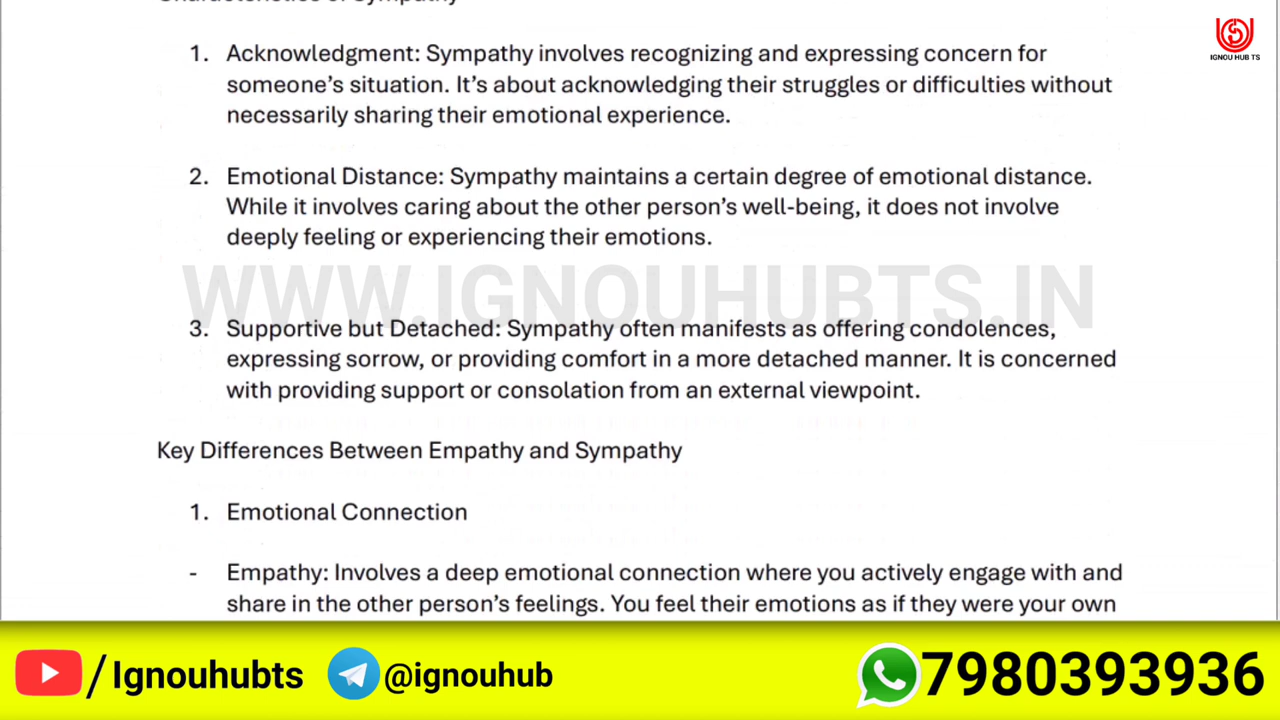 Characteristics of Sympathy
1. Acknowledgment: Sympathy involves recognizing and expressing concern for
someone’s situation. It’s about acknowledging their struggles or difficulties without
necessarily sharing their emotional experience.
2. Emotional Distance: Sympathy maintains a certain degree of emotional distance.
While it involves caring about the other person’s well-being, it does not involve
deeply feeling or experiencing their emotions.
WWW.IGNOUHUBTS.IN
3. Supportive but Detached: Sympathy often manifests as offering condolences,
expressing sorrow, or providing comfort in a more detached manner. It is concerned
with providing support or consolation from an external viewpoint.
Key Differences Between Empathy and Sympathy
1. Emotional Connection
- Empathy: Involves a deep emotional connection where you actively engage with and
share in the other person’s feelings. You feel their emotions as if they were your own
IGNOU HUB TS
/Ignouhubts
@ignouhub
7980393936